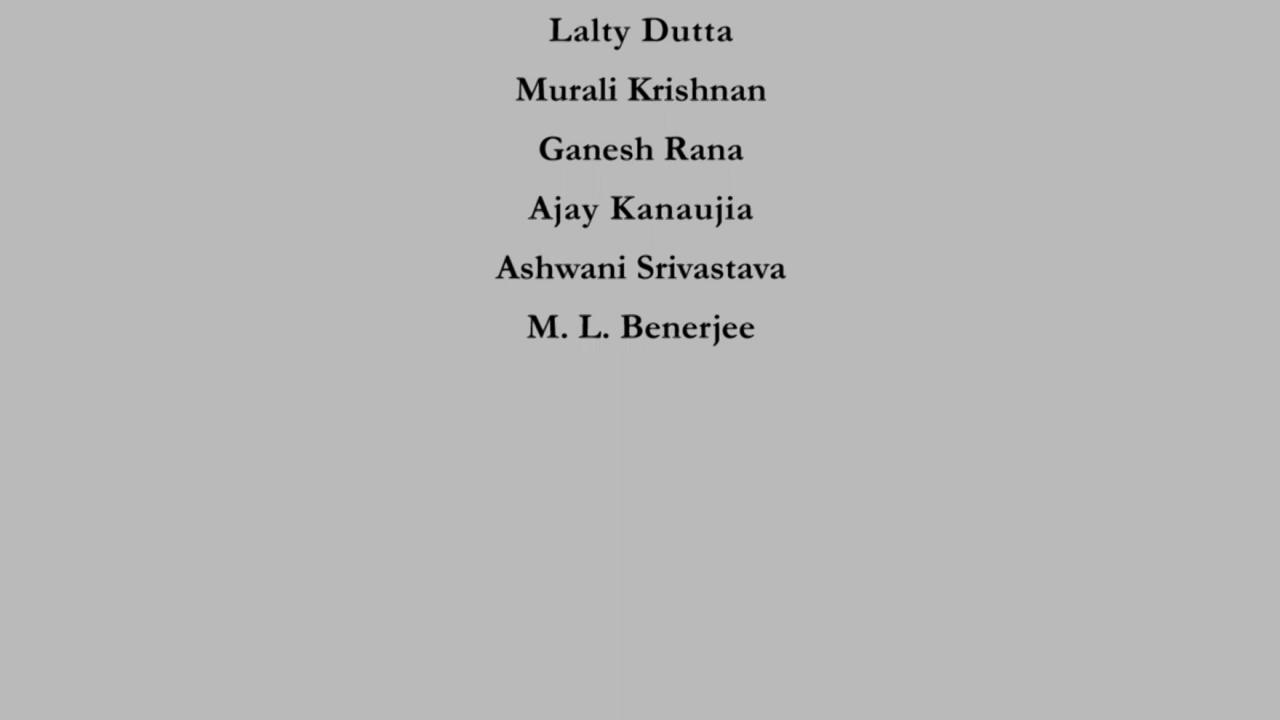 Lalty Dutta
Murali Krishnan
Ganesh Rana
Ajay Kanaujia
Ashwani Srivastava
M. L. Benerjee